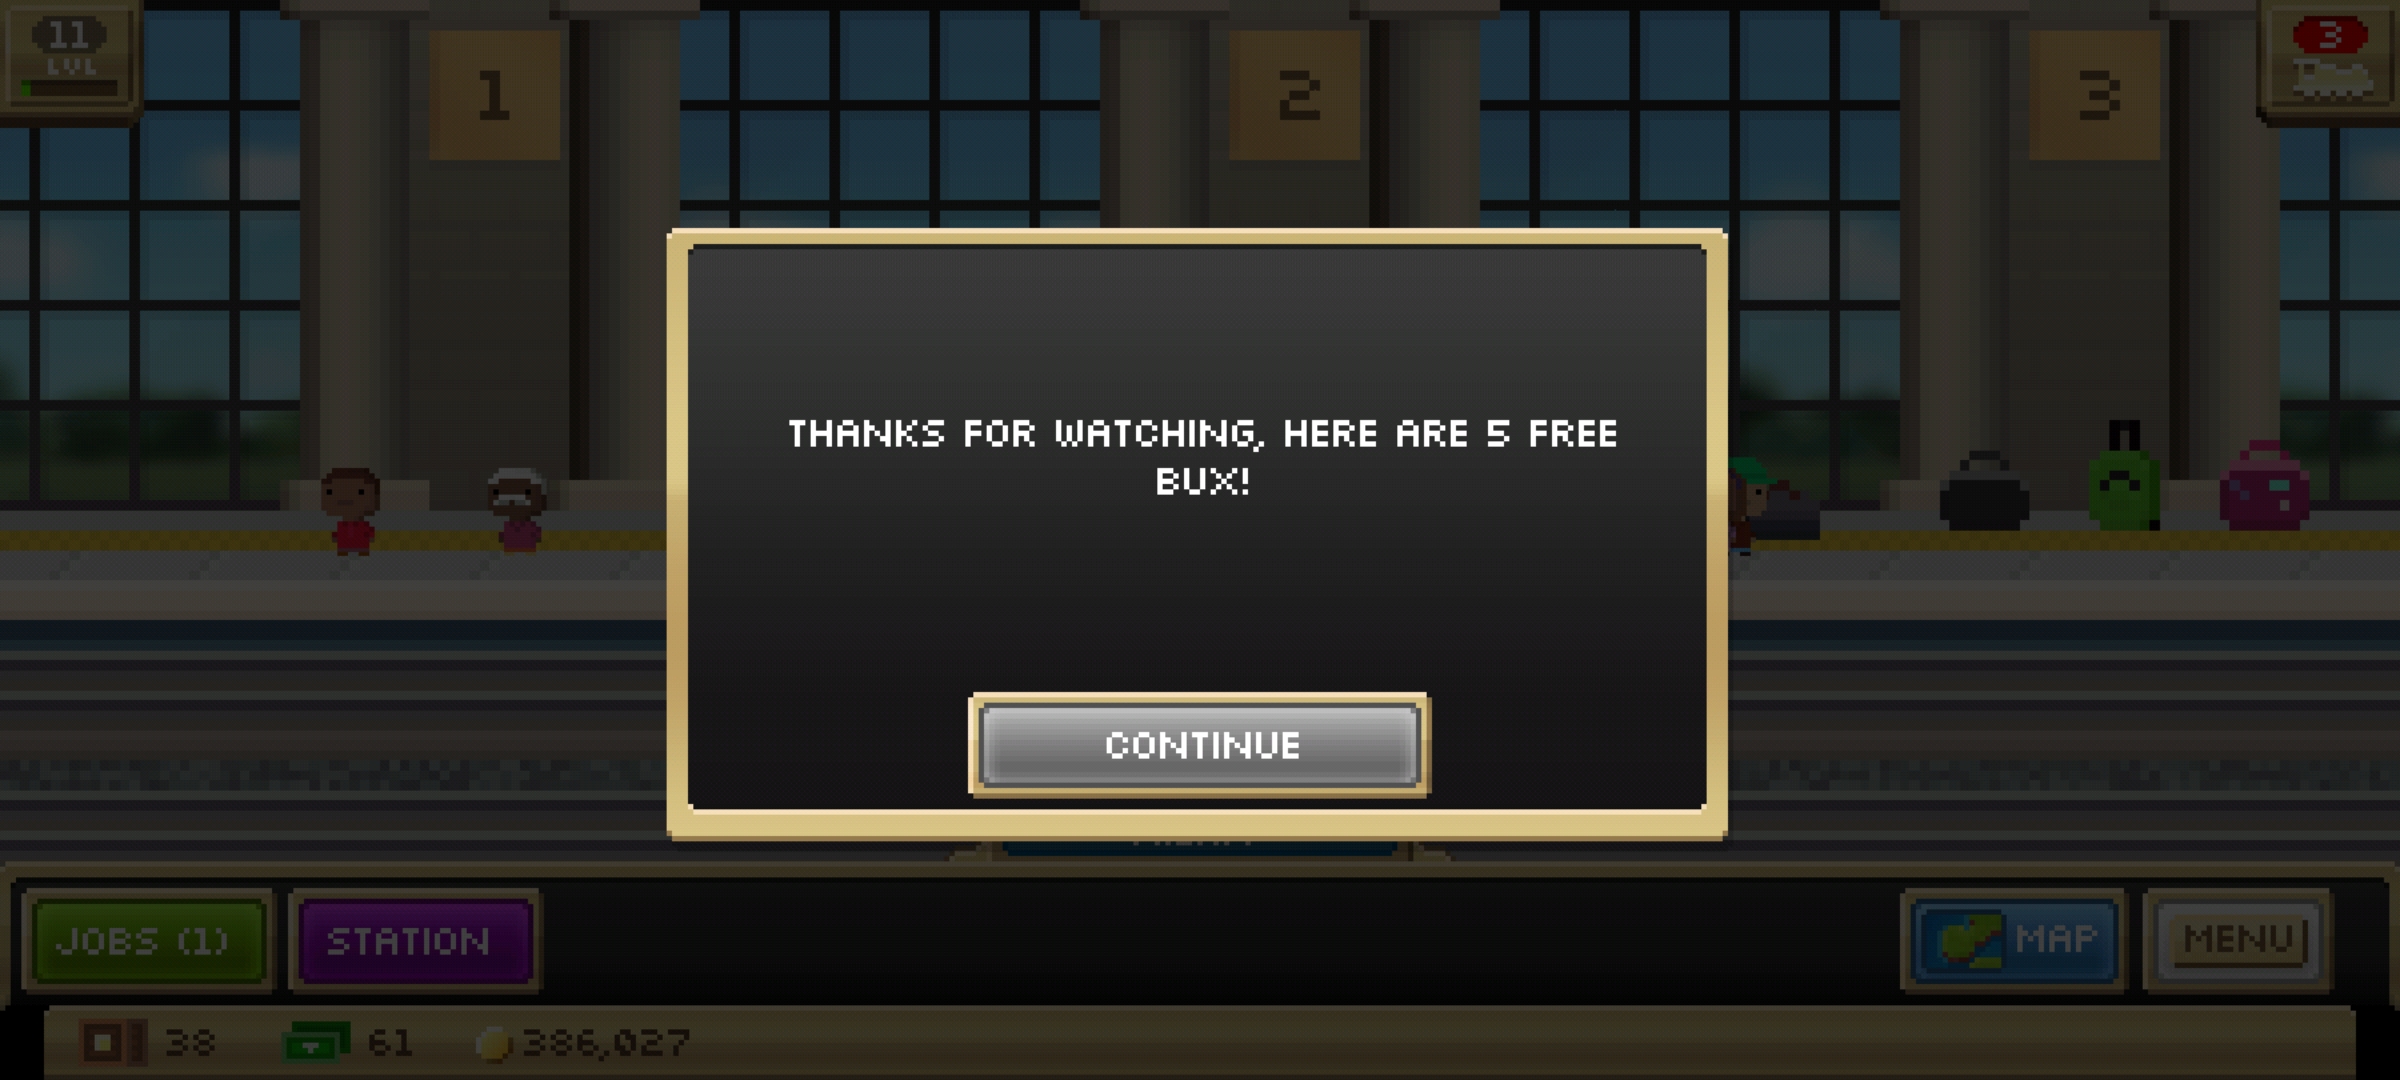 11
LVL
1
2
3
3
THANKS FOR WATCHING, HERE ARE 5 FREE
BUX!
CONTINUE
JOBS (1)
STATION
MAP
MENU
38
61
386,027